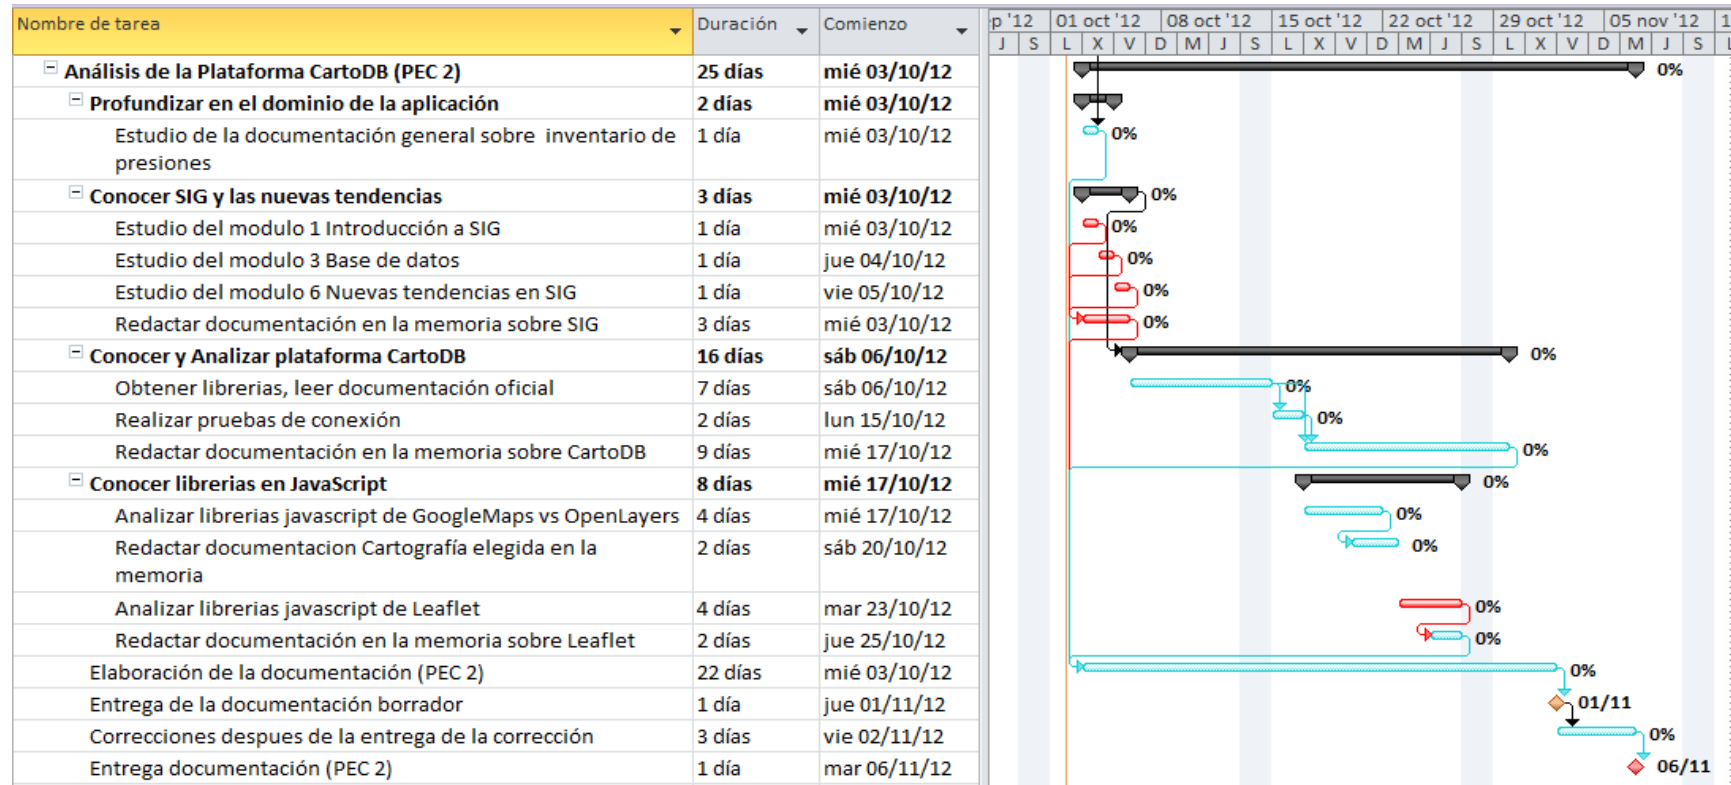 Nombre de tarea Duración Comienzo p '12 01 oct '12 08 oct '12 15 oct '12 22 oct '12 29 oct '12 05 nov '12 1
J S L X V D M J S L X V D M J S L X V D M J S L
Análisis de la Plataforma CartoDB (PEC 2) 25 días mié 03/10/12 0%
Profundizar en el dominio de la aplicación 2 días mié 03/10/12
Estudio de la documentación general sobre inventario de 1 día mié 03/10/12 0%
presiones
Conocer SIG y las nuevas tendencias 3 días mié 03/10/12 0%
Estudio del modulo 1 Introducción a SIG 1 día mié 03/10/12 0%
Estudio del modulo 3 Base de datos 1 día jue 04/10/12 0%
Estudio del modulo 6 Nuevas tendencias en SIG 1 día vie 05/10/12 0%
Redactar documentación en la memoria sobre SIG 3 días mié 03/10/12 0%
Conocer y Analizar plataforma CartoDB 16 días sáb 06/10/12 0%
Obtener librerias, leer documentación oficial 7 días sáb 06/10/12 0%
Realizar pruebas de conexión 2 días lun 15/10/12 0%
Redactar documentación en la memoria sobre CartoDB 9 días mié 17/10/12 0%
Conocer librerias en JavaScript 8 días mié 17/10/12 0%
Analizar librerias javascript de GoogleMaps vs OpenLayers 4 días mié 17/10/12 0%
Redactar documentacion Cartografía elegida en la 2 días sáb 20/10/12 0%
memoria
Analizar librerias javascript de Leaflet 4 días mar 23/10/12 0%
Redactar documentación en la memoria sobre Leaflet 2 días jue 25/10/12 0%
Elaboración de la documentación (PEC 2) 22 días mié 03/10/12 0%
Entrega de la documentación borrador 1 día jue 01/11/12 01/11
Correcciones despues de la entrega de la corrección 3 días vie 02/11/12 0%
Entrega documentación (PEC 2) 1 día mar 06/11/12 06/11